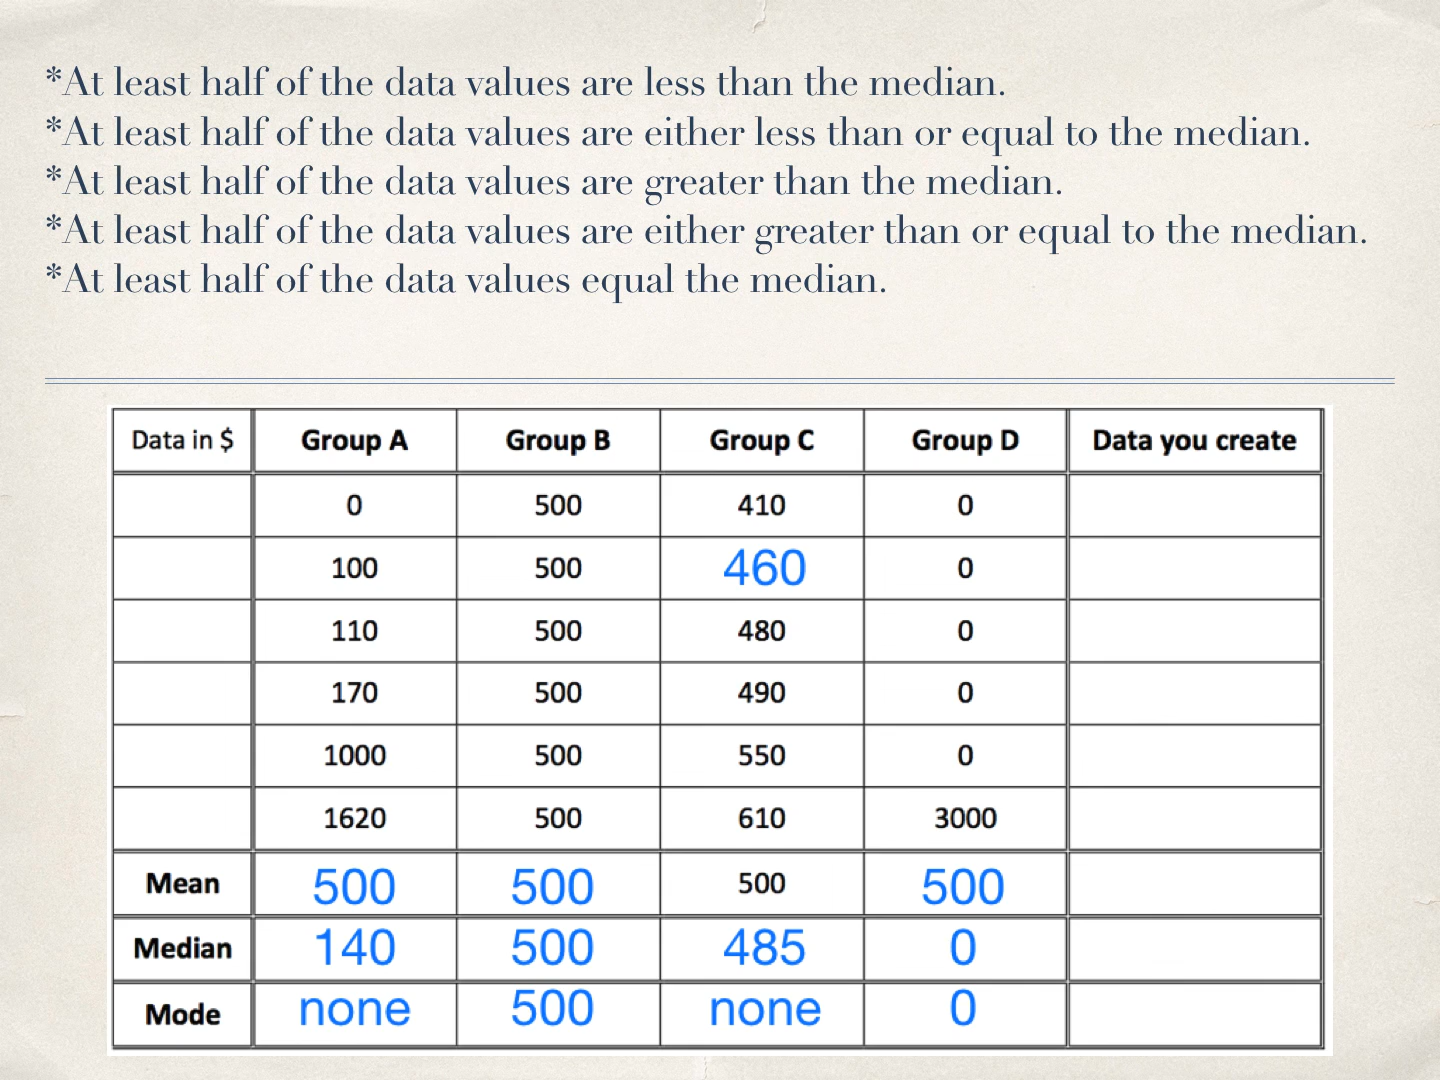 *At least half of the data values are less than the median.
*At least half of the data values are either less than or equal to the median.
*At least half of the data values are greater than the median.
*At least half of the data values are either greater than or equal to the median.
*At least half of the data values equal the median.
Data in $ Group A Group B Group C Group D Data you create
0 500 410 0
100 500 460 0
110 500 480 0
170 500 490 0
1000 500 550 0
1620 500 610 3000
Mean 500 500 500 500
Median 140 500 485 0
Mode none 500 none 0